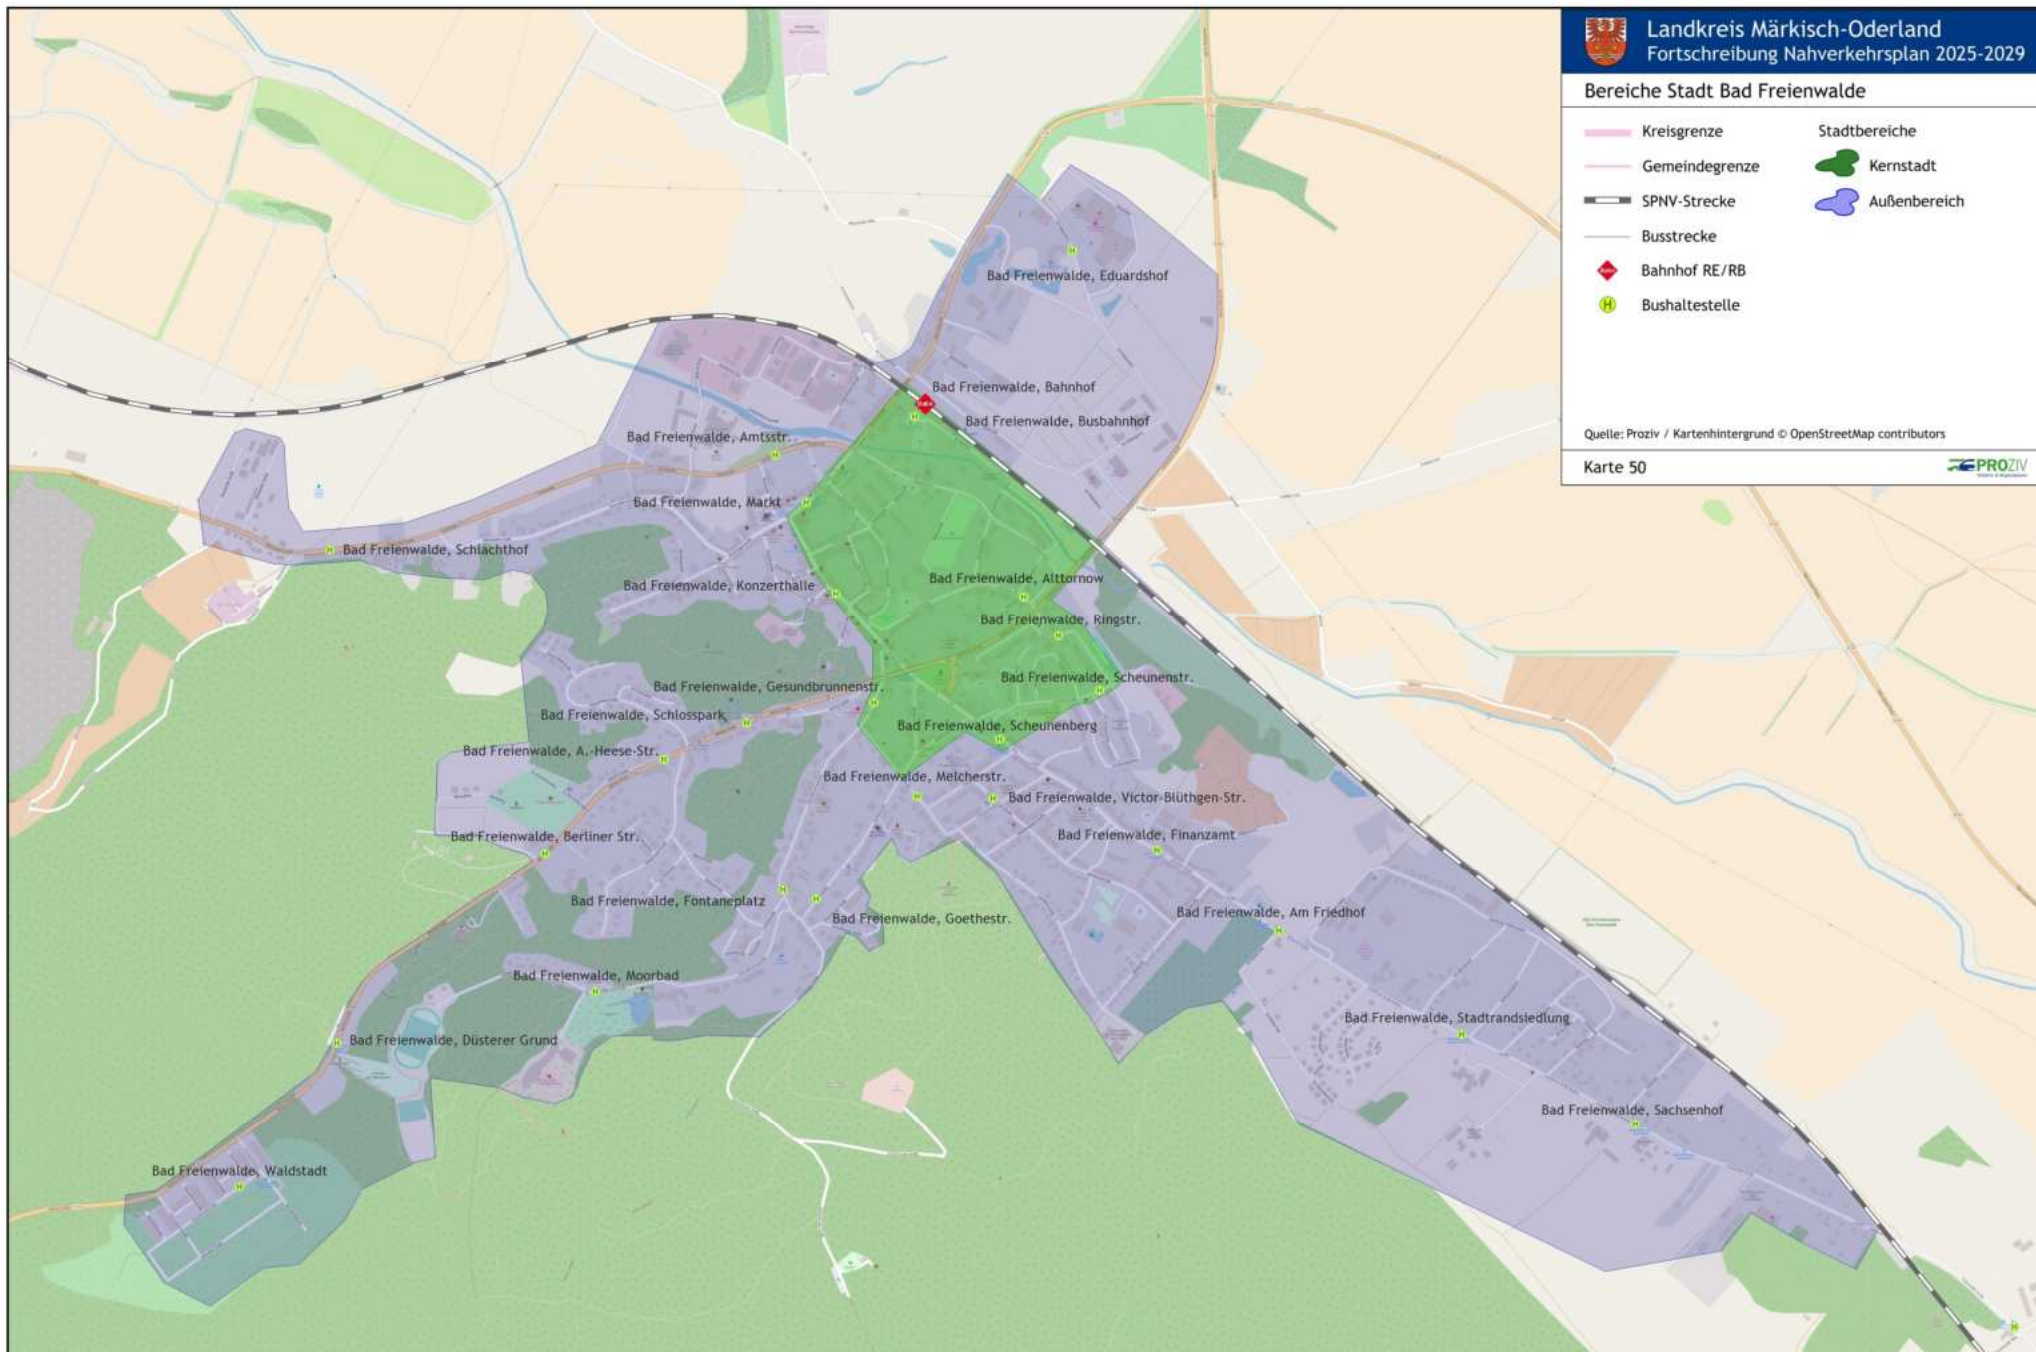 Landkreis Märkisch-Oderland
Fortschreibung Nahverkehrsplan 2025-2029
Bereiche Stadt Bad Freienwalde
Kreisgrenze
Stadtbereiche
Gemeindegrenze
Kernstadt
SPNV-Strecke
Außenbereich
Busstrecke
Bahnhof RE/RB
H
Bushaltestelle
Quelle: Proziv / Kartenhintergrund © OpenStreetMap contributors
Karte 50
PROZIV
Bad Freienwalde, Eduardshof
Bad Freienwalde, Bahnhof
Bad Freienwalde, Busbahnhof
Bad Freienwalde, Amtsstr.
Bad Freienwalde, Markt
Bad Freienwalde, Schlachthof
Bad Freienwalde, Konzerthalle
Bad Freienwalde, Alttornow
Bad Freienwalde, Ringstr.
Bad Freienwalde, Scheunenstr.
Bad Freienwalde, Gesundbrunnenstr.
Bad Freienwalde, Schlosspark
Bad Freienwalde, Scheunenberg
Bad Freienwalde, A.-Heese-Str.
Bad Freienwalde, Melcherstr.
Bad Freienwalde, Victor-Blüthgen-Str.
Bad Freienwalde, Berliner Str.
Bad Freienwalde, Finanzamt
Bad Freienwalde, Fontaneplatz
Bad Freienwalde, Goethestr.
Bad Freienwalde, Am Friedhof
Bad Freienwalde, Moorbad
Bad Freienwalde, Stadtrandsiedlung
Bad Freienwalde, Düsterer Grund
Bad Freienwalde, Sachsenhof
Bad Freienwalde, Waldstadt